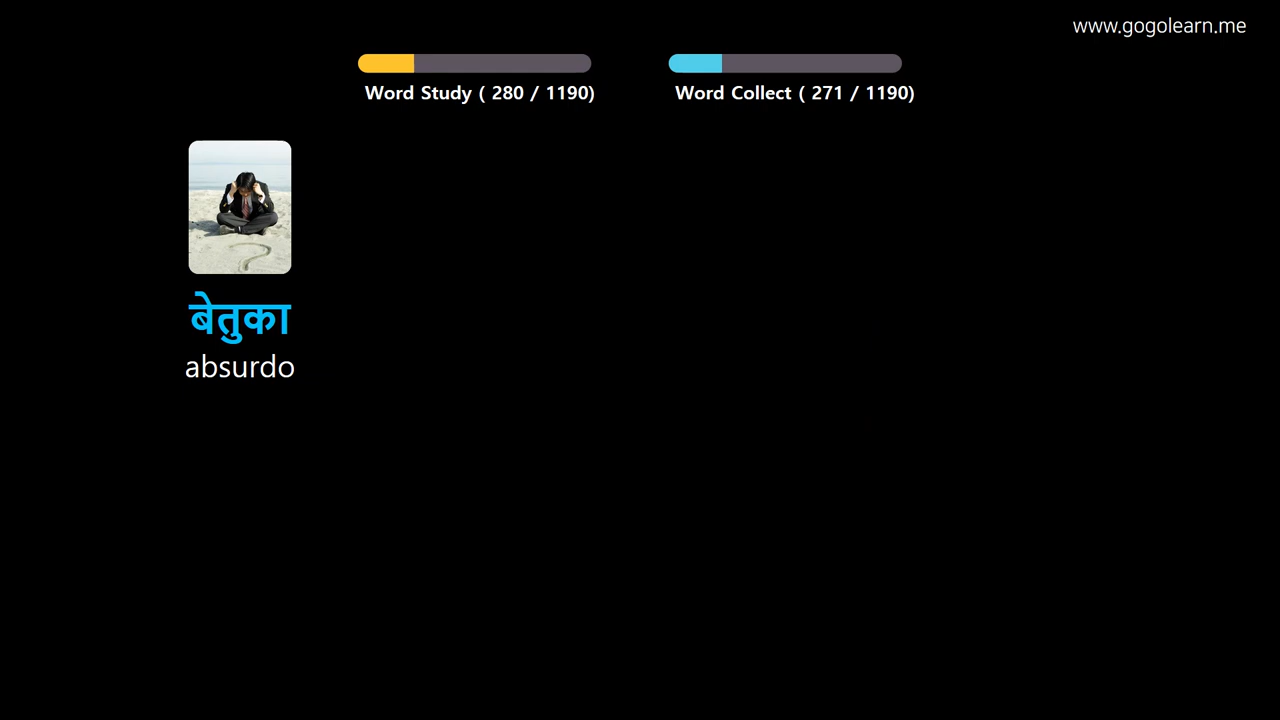 www.gogolearn.me
Word Study ( 280 / 1190)
Word Collect ( 271 / 1190)
बेतुका
absurdo